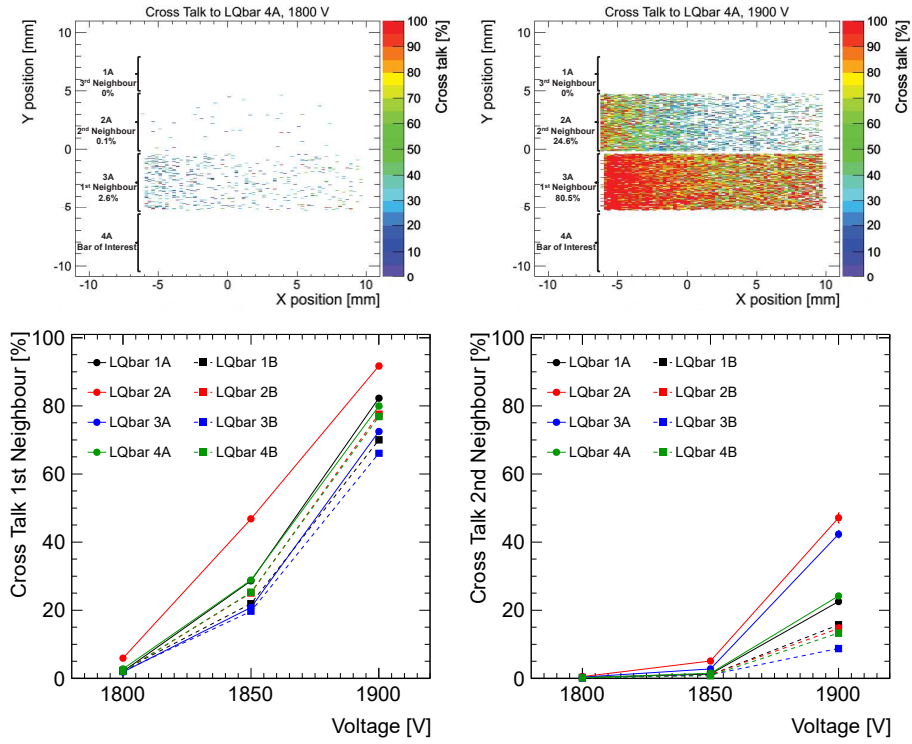 Cross Talk to LQbar 4A, 1800 V
Y position [mm]
10
5
0
-5
-10
1A
3rd Neighbour
0%
2A
2nd Neighbour
0.1%
3A
1st Neighbour
2.6%
4A
Bar of Interest
-10
-5
0
5
10
X position [mm]
100
90
80
70
60
50
40
30
20
10
0
Cross talk [%]
Cross Talk to LQbar 4A, 1900 V
Y position [mm]
10
5
0
-5
-10
1A
3rd Neighbour
0%
2A
2nd Neighbour
24.6%
3A
1st Neighbour
80.5%
4A
Bar of Interest
-10
-5
0
5
10
X position [mm]
100
90
80
70
60
50
40
30
20
10
0
Cross talk [%]
Cross Talk 1st Neighbour [%]
100
80
60
40
20
0
LQbar 1A
LQbar 1B
LQbar 2A
LQbar 2B
LQbar 3A
LQbar 3B
LQbar 4A
LQbar 4B
1800
1850
1900
Voltage [V]
Cross Talk 2nd Neighbour [%]
100
80
60
40
20
0
LQbar 1A
LQbar 1B
LQbar 2A
LQbar 2B
LQbar 3A
LQbar 3B
LQbar 4A
LQbar 4B
1800
1850
1900
Voltage [V]